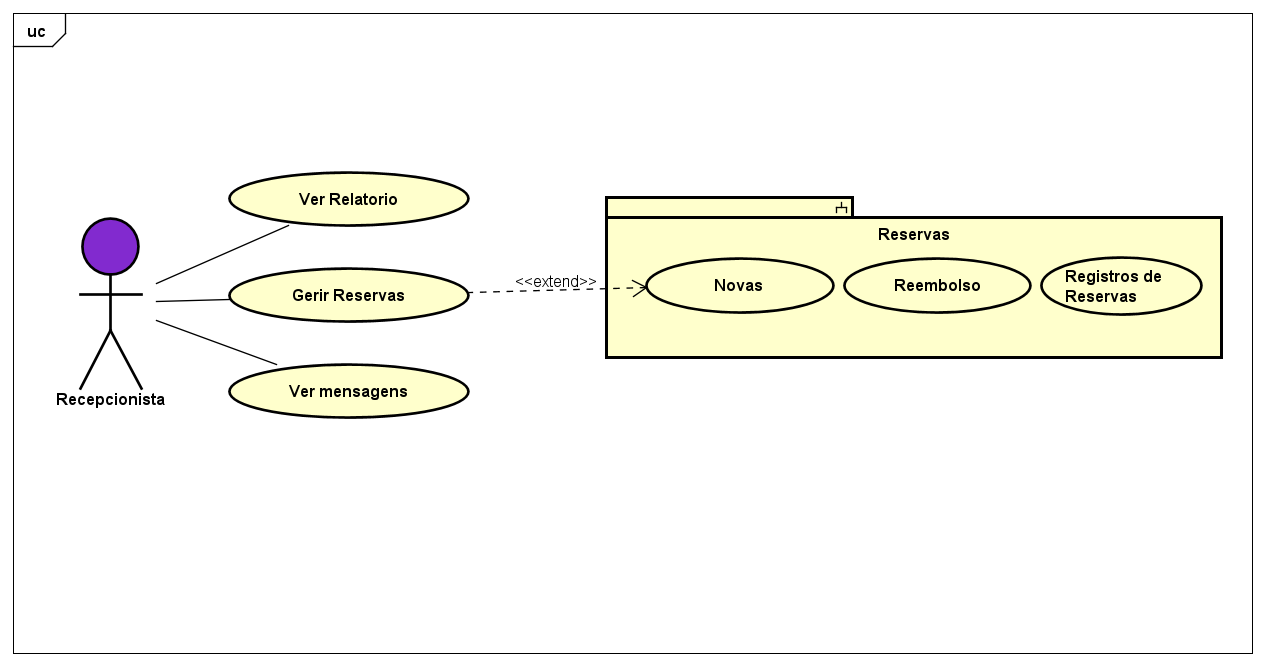 uc
Ver Relatorio
Gerir Reservas
Ver mensagens
Recepcionista
<<extend>>
Reservas
Novas
Reembolso
Registros de
Reservas